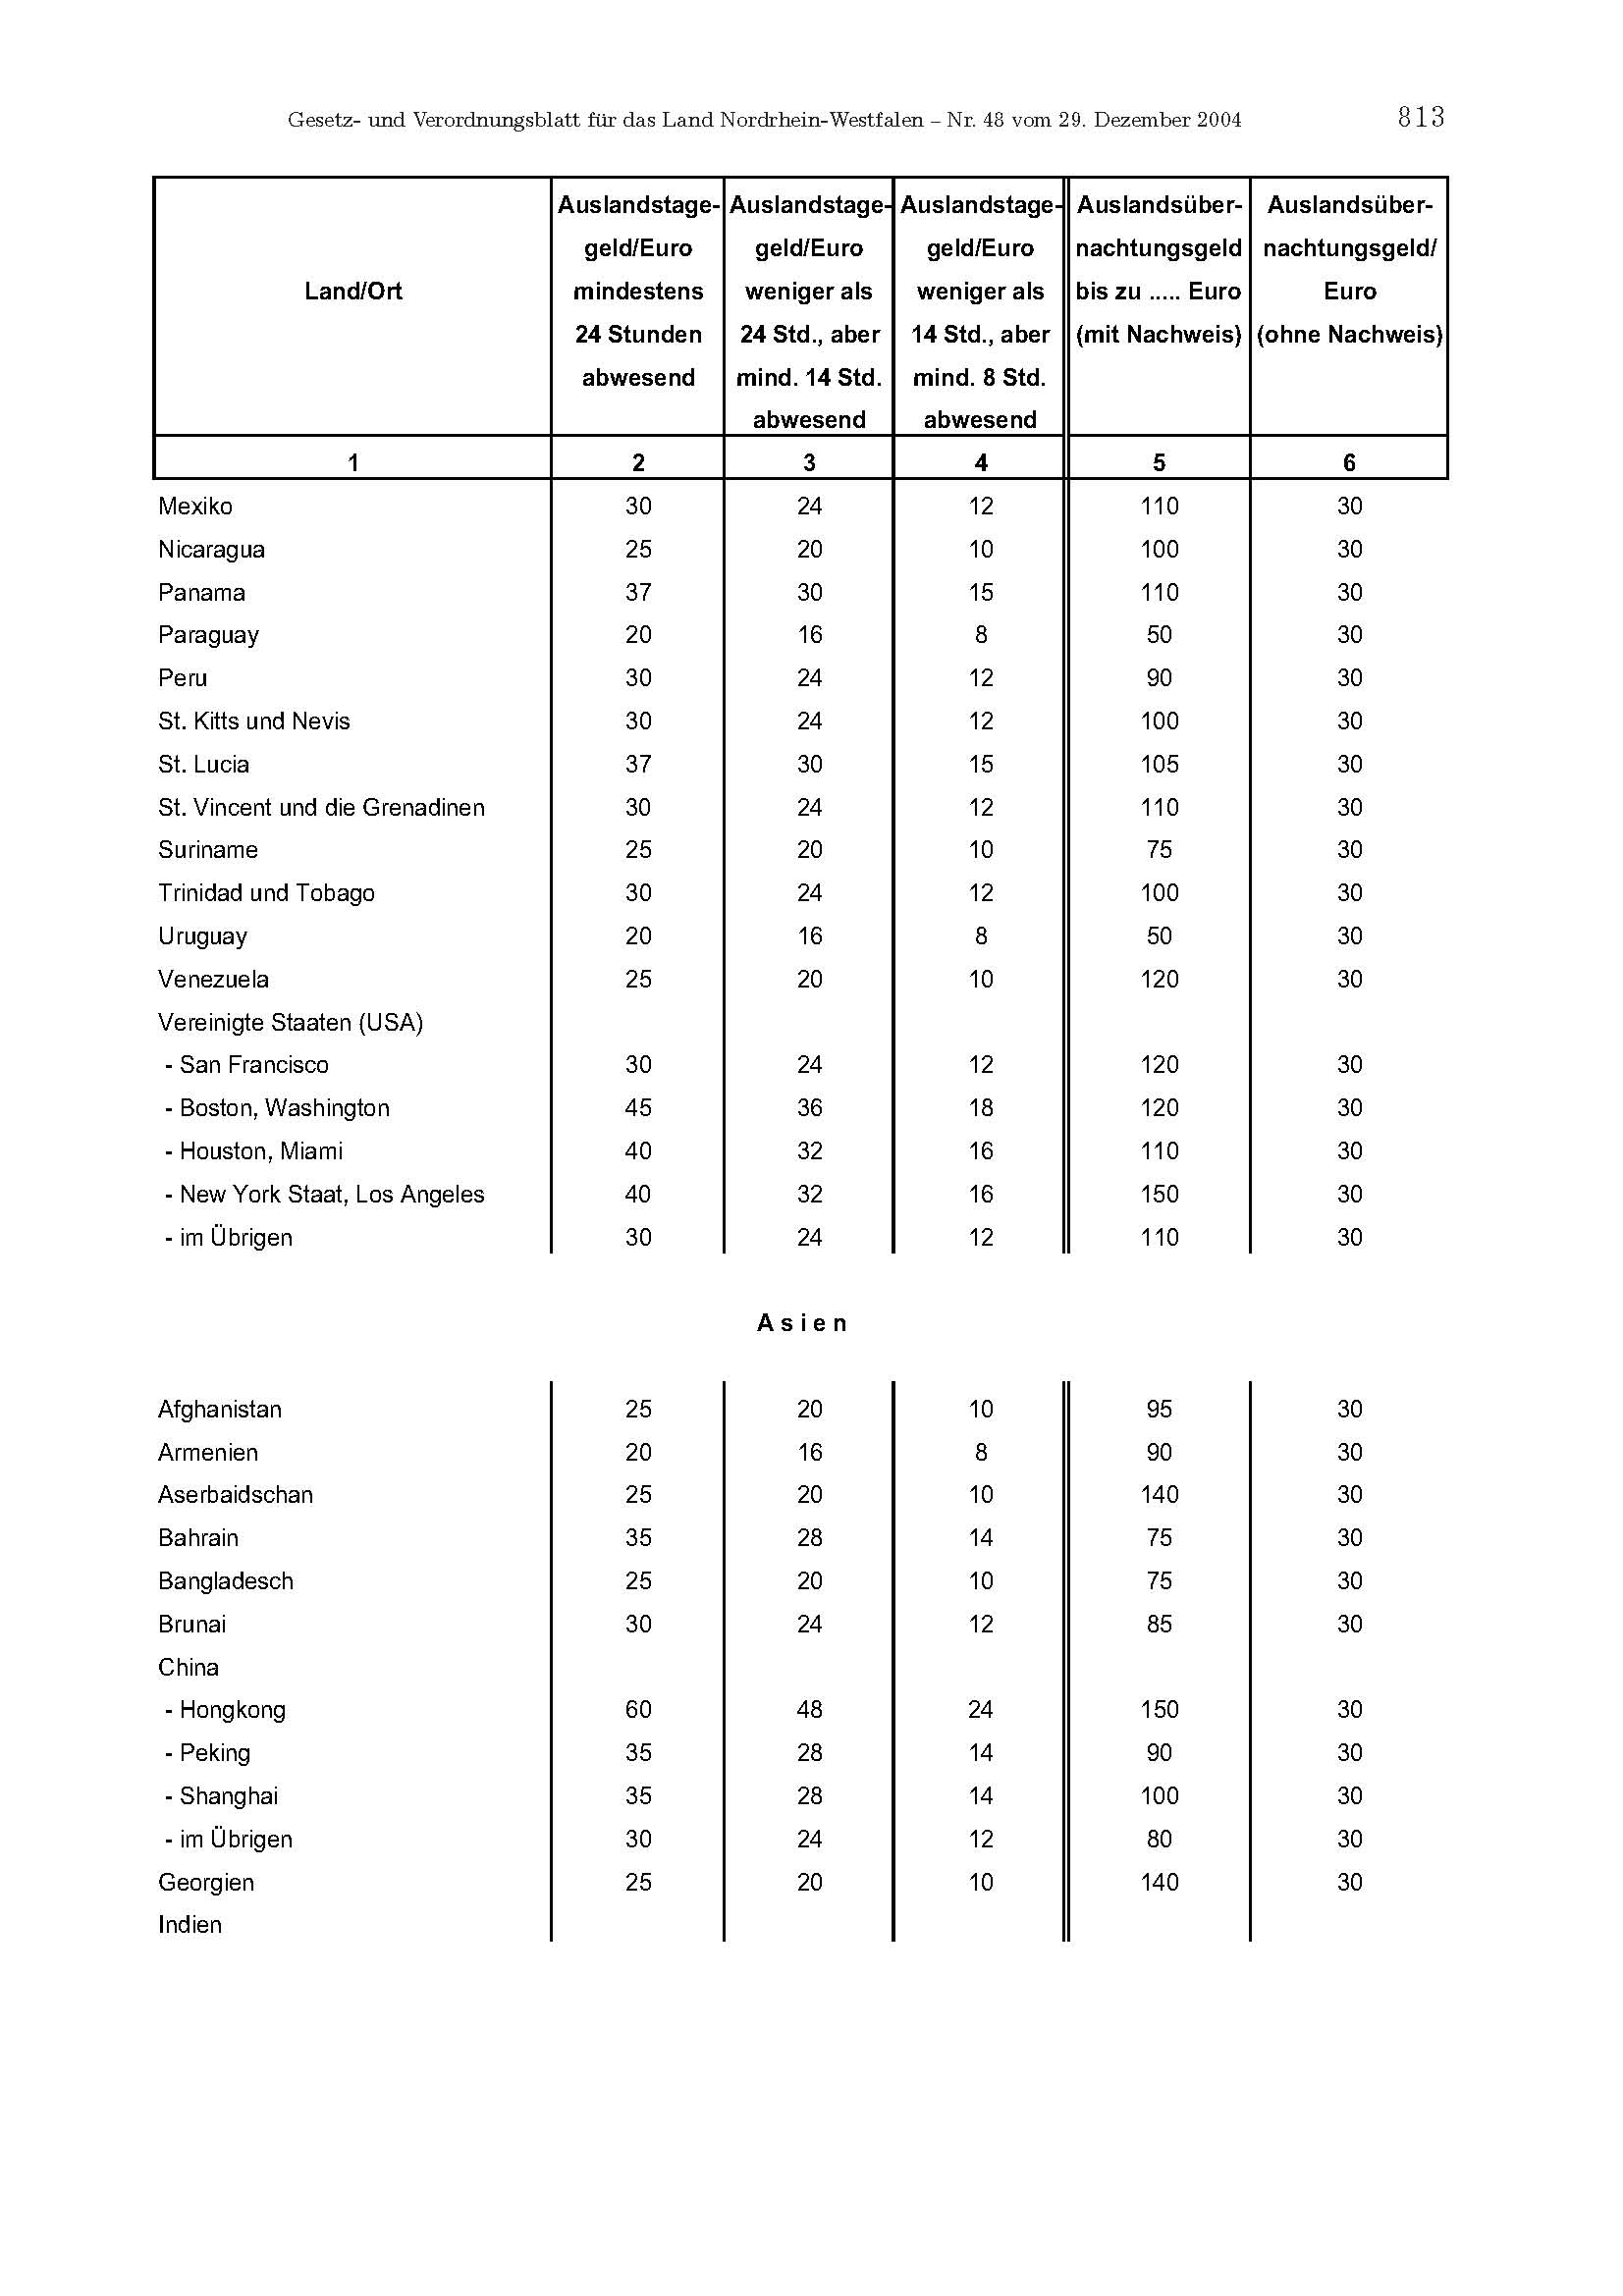 Gesetz- und Verordnungsblatt für das Land Nordrhein-Westfalen – Nr. 48 vom 29. Dezember 2004 813
Auslandstage- Auslandstage- Auslandstage- Auslandsüber- Auslandsüber-
geld/Euro geld/Euro geld/Euro nachtungsgeld nachtungsgeld/
Land/Ort mindestens weniger als weniger als bis zu ..... Euro Euro
24 Stunden 24 Std., aber 14 Std., aber (mit Nachweis) (ohne Nachweis)
abwesend mind. 14 Std. mind. 8 Std.
abwesend abwesend
1 2 3 4 5 6
Mexiko 30 24 12 110 30
Nicaragua 25 20 10 100 30
Panama 37 30 15 110 30
Paraguay 20 16 8 50 30
Peru 30 24 12 90 30
St. Kitts und Nevis 30 24 12 100 30
St. Lucia 37 30 15 105 30
St. Vincent und die Grenadinen 30 24 12 110 30
Suriname 25 20 10 75 30
Trinidad und Tobago 30 24 12 100 30
Uruguay 20 16 8 50 30
Venezuela 25 20 10 120 30
Vereinigte Staaten (USA)
- San Francisco 30 24 12 120 30
- Boston, Washington 45 36 18 120 30
- Houston, Miami 40 32 16 110 30
- New York Staat, Los Angeles 40 32 16 150 30
- im Übrigen 30 24 12 110 30
A s i e n
Afghanistan 25 20 10 95 30
Armenien 20 16 8 90 30
Aserbaidschan 25 20 10 140 30
Bahrain 35 28 14 75 30
Bangladesch 25 20 10 75 30
Brunai 30 24 12 85 30
China
- Hongkong 60 48 24 150 30
- Peking 35 28 14 90 30
- Shanghai 35 28 14 100 30
- im Übrigen 30 24 12 80 30
Georgien 25 20 10 140 30
Indien